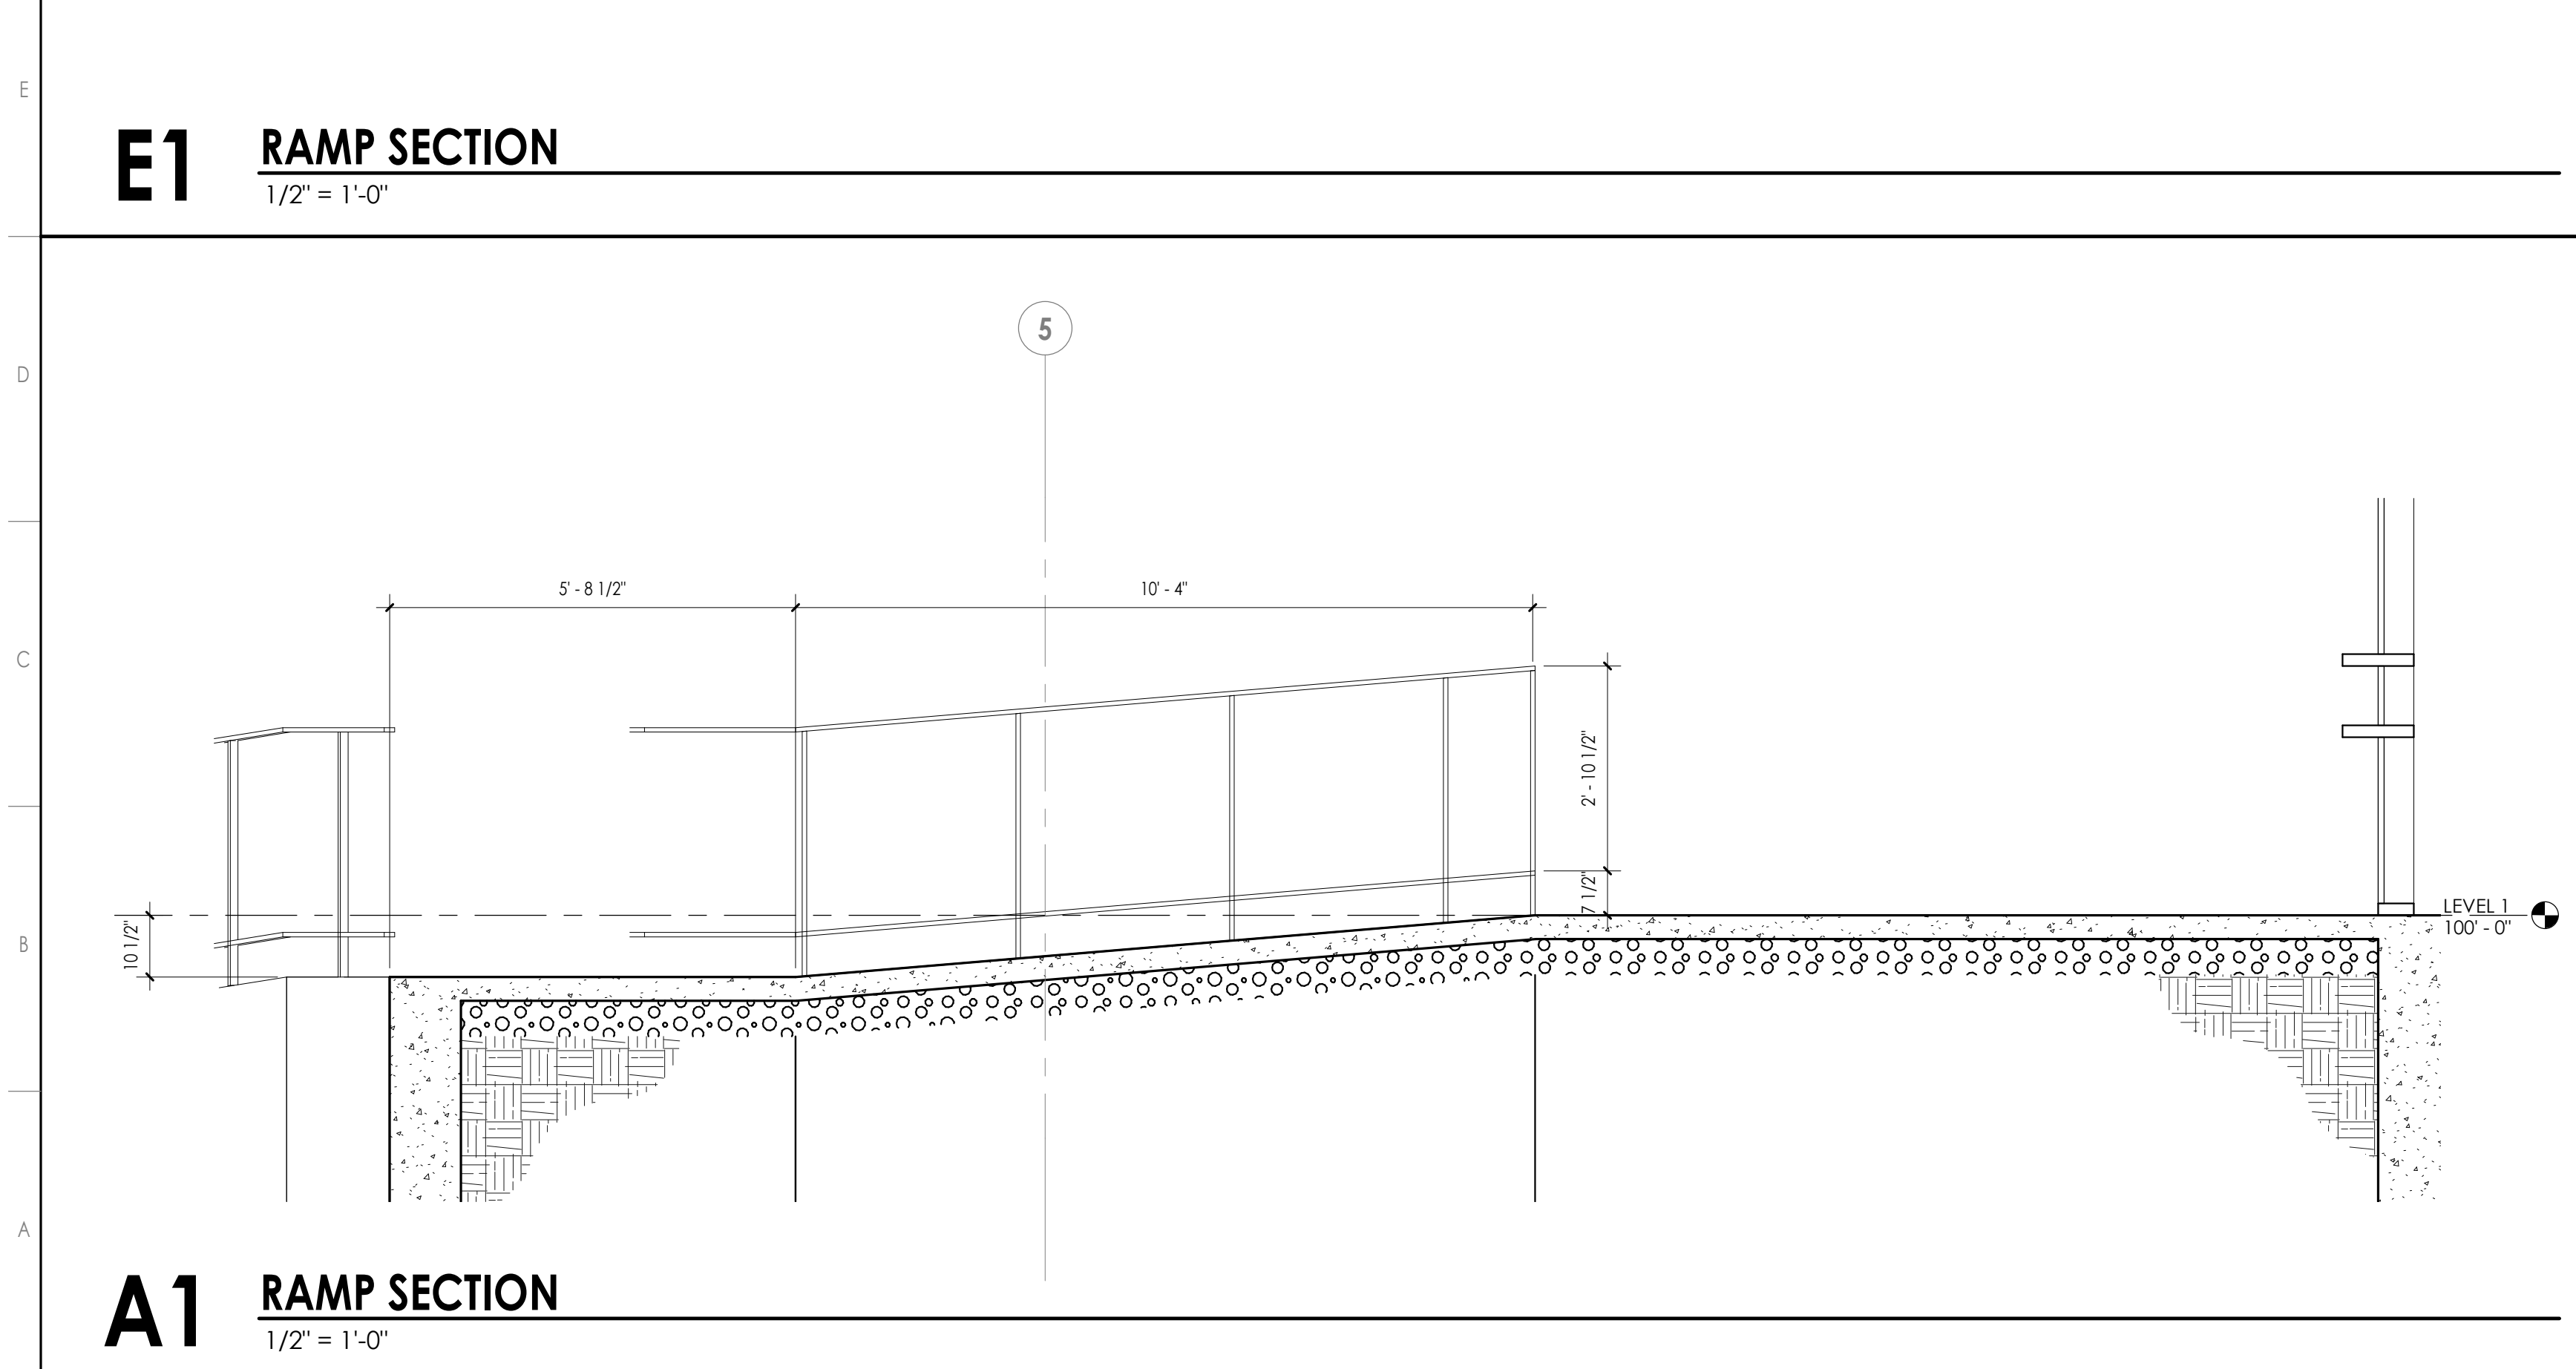 E
E1 RAMP SECTION
1/2" = 1'-0"
D
5
C
5' - 8 1/2"
10' - 4"
2' - 10 1/2"
7 1/2"
B
10 1/2"
LEVEL 1
100' - 0"
A
A1 RAMP SECTION
1/2" = 1'-0"